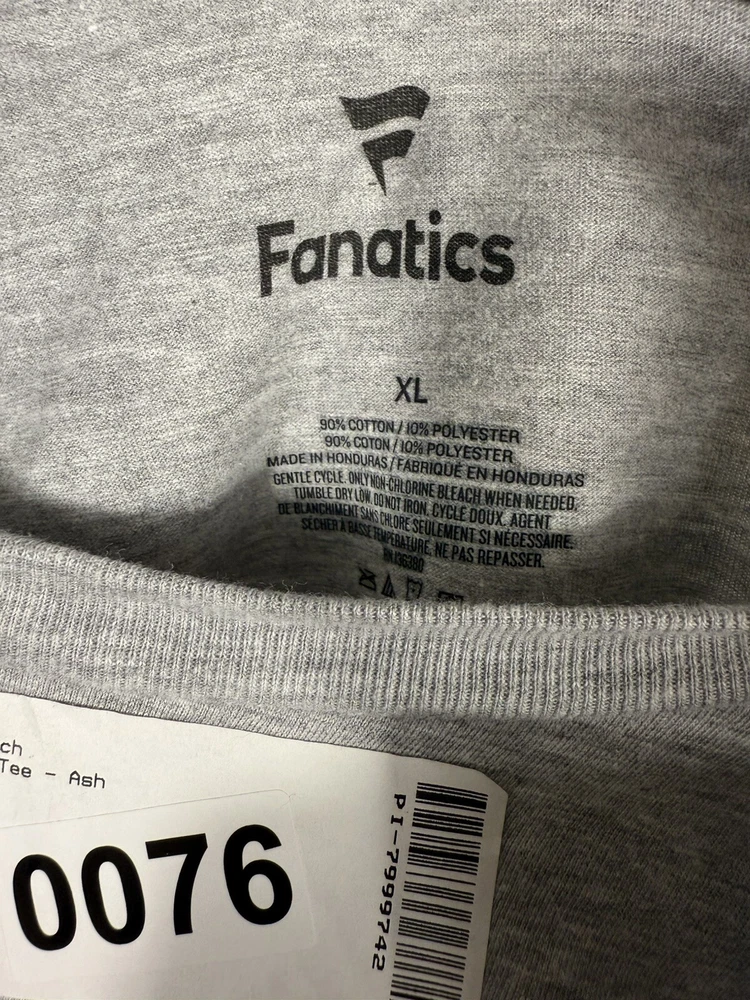 Fanatics
XL
90% COTTON / 10% POLYESTER
90% COTON / 10% POLYESTER
MADE IN HONDURAS / FABRIQUÉ EN HONDURAS
GENTLE CYCLE. ONLY NON-CHLORINE BLEACH WHEN NEEDED.
TUMBLE DRY LOW. DO NOT IRON. CYCLE DOUX. AGENT
DE BLANCHIMENT SANS CHLORE SEULEMENT SI NÉCESSAIRE.
SÉCHER À BASSE TEMPÉRATURE. NE PAS REPASSER.
ch
Tee - Ash
0076
PI-7999742